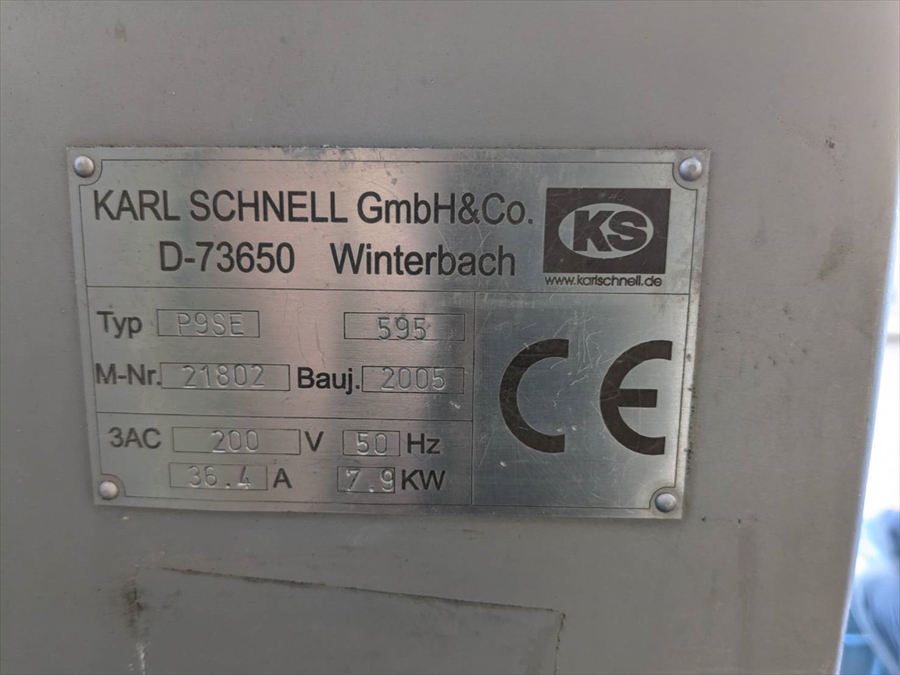 KARL SCHNELL GmbH&Co.
D-73650 Winterbach
KS
www.karlschnell.de
Typ P9SE 595
M-Nr. 21802 Bauj. 2005
3AC 200 V 50 Hz
36.4 A 7.9 KW
CE